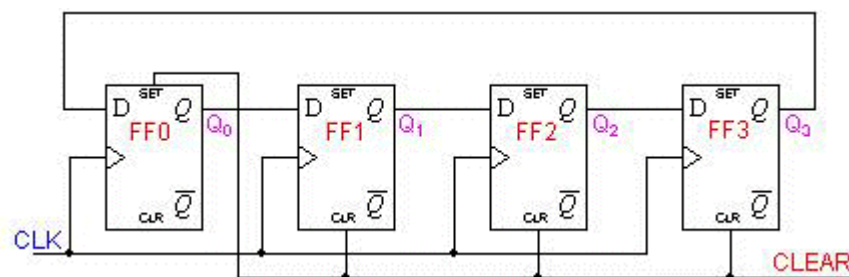 SET SET SET SET
D Q D Q D Q D Q
FF0 Q0 FF1 Q1 FF2 Q2 FF3 Q3
Q̅ Q̅ Q̅ Q̅
CLR CLR CLR CLR
CLK
CLEAR